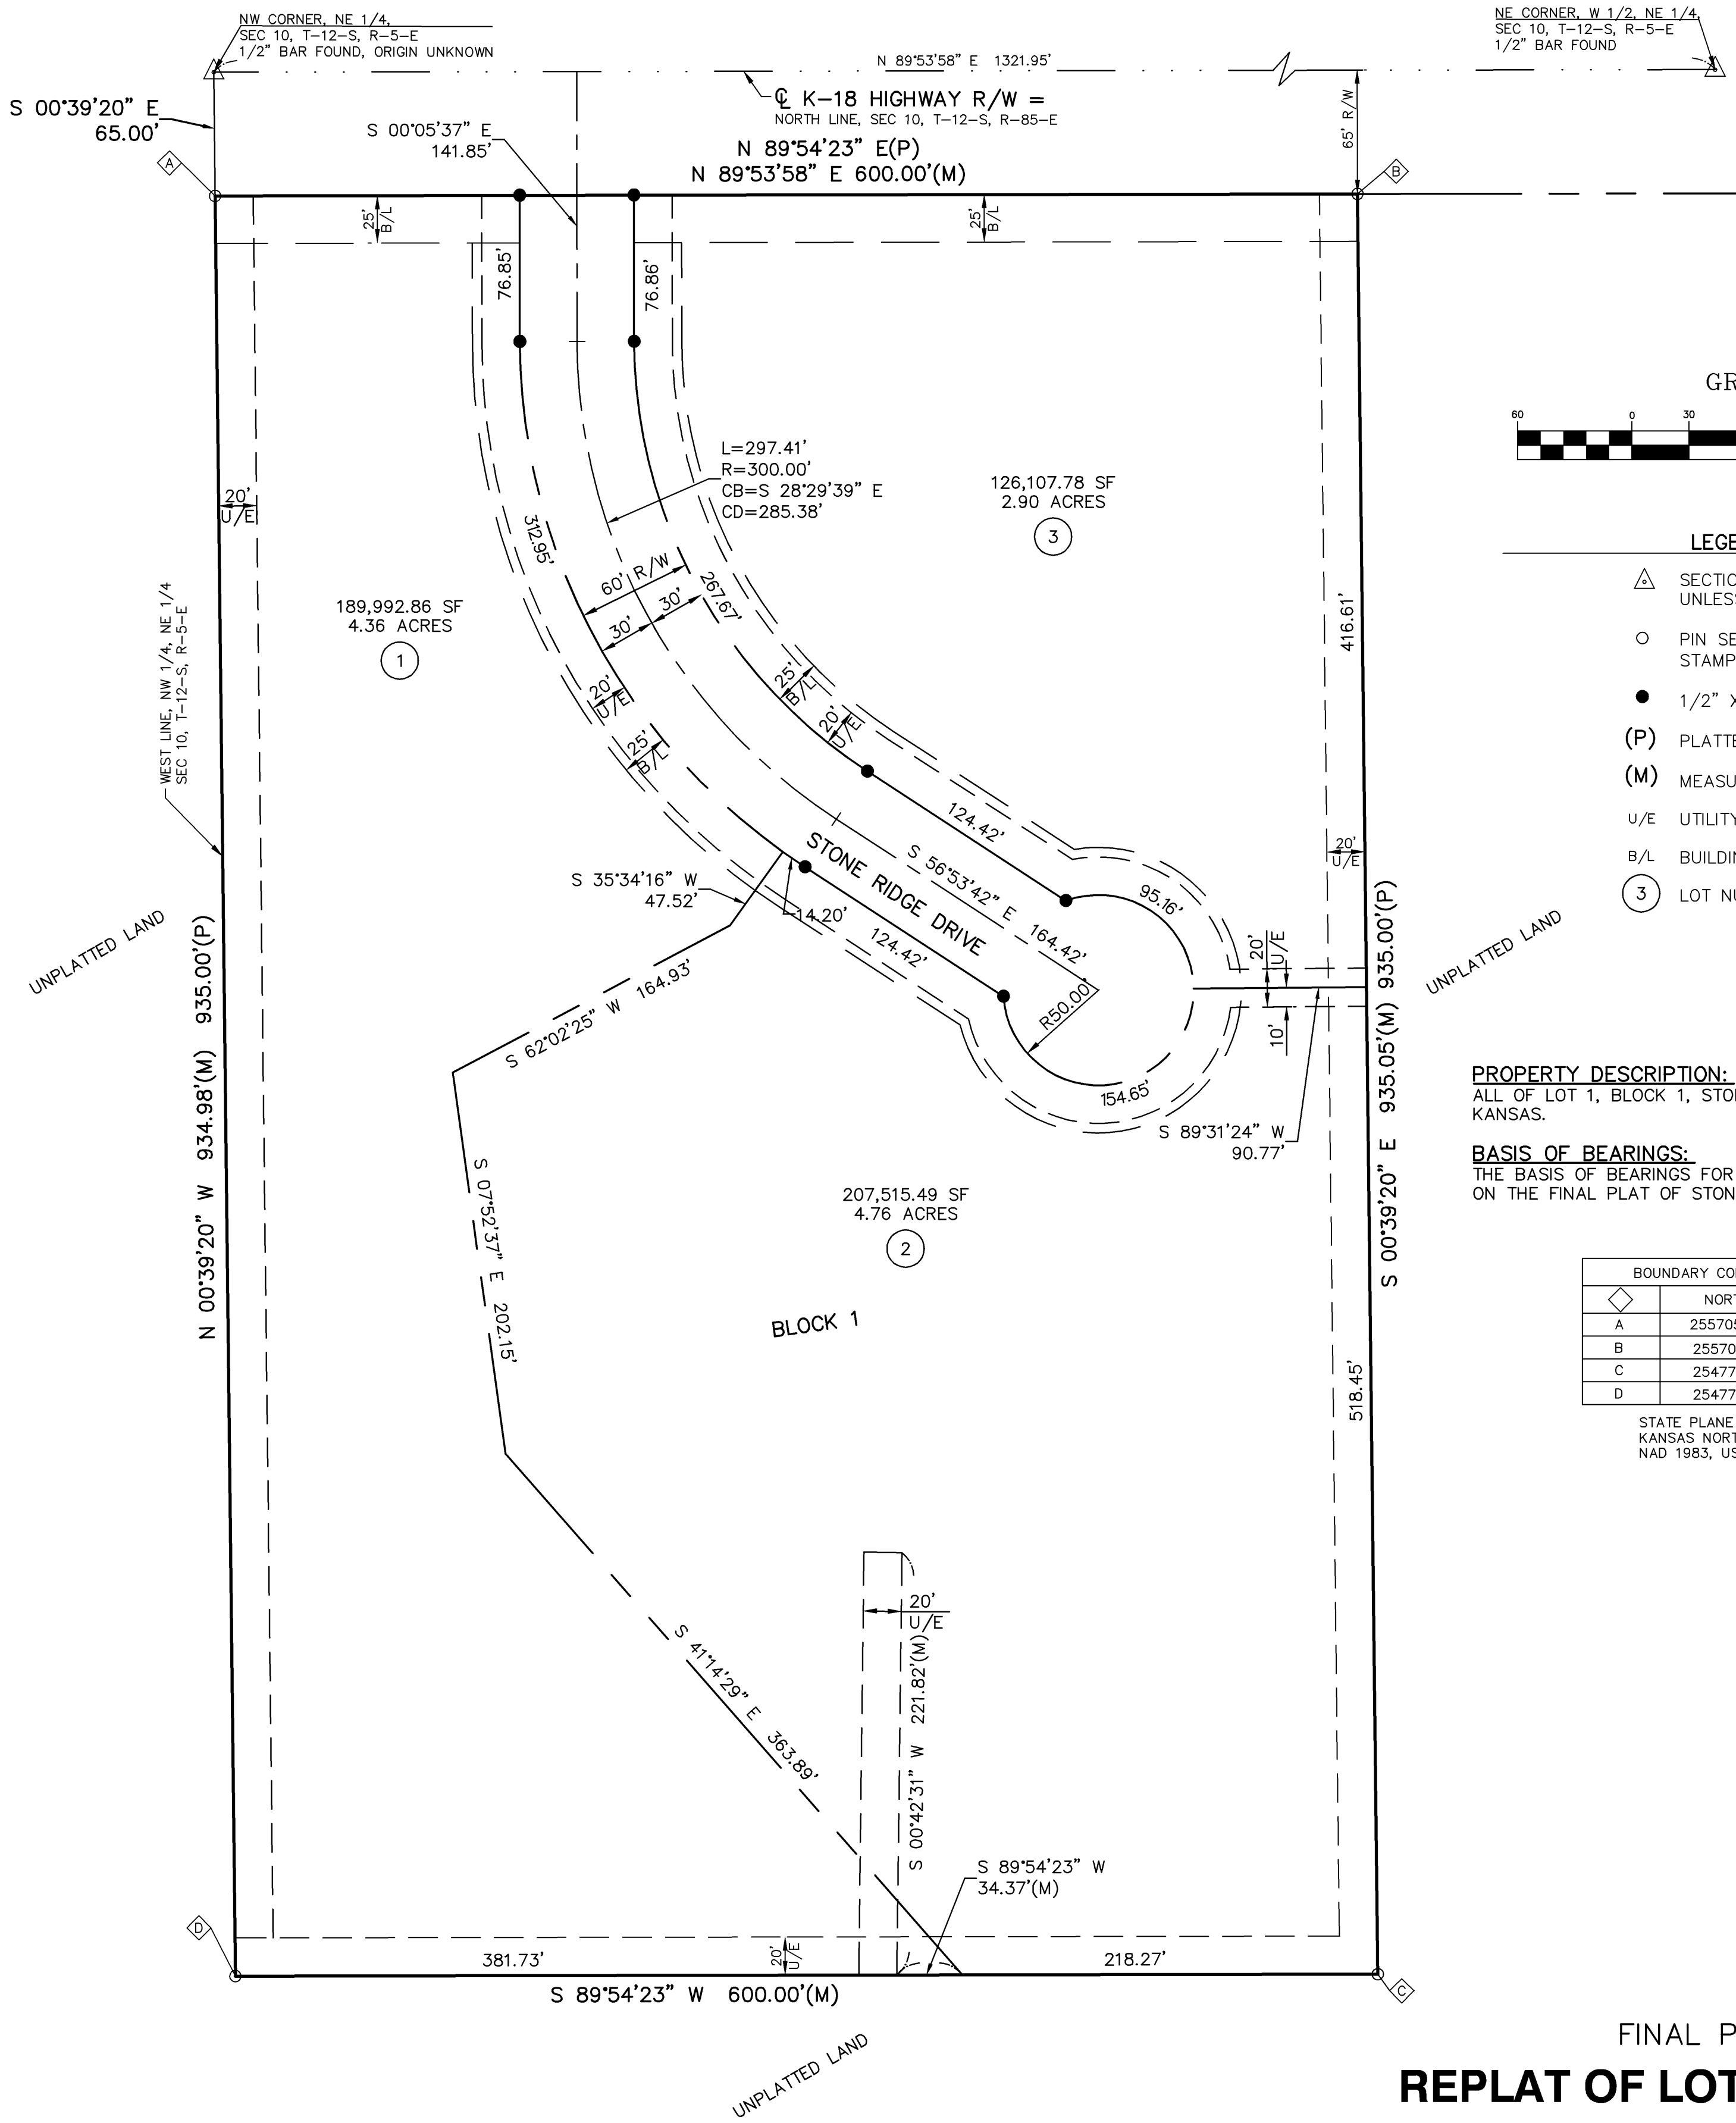 NW CORNER, NE 1/4,
SEC 10, T-12-S, R-5-E
1/2" BAR FOUND, ORIGIN UNKNOWN
NE CORNER, W 1/2, NE 1/4,
SEC 10, T-12-S, R-5-E
1/2" BAR FOUND
N 89°53'58" E 1321.95'
S 00°39'20" E
65.00'
℄ K-18 HIGHWAY R/W =
NORTH LINE, SEC 10, T-12-S, R-85-E
65' R/W
S 00°05'37" E
141.85'
N 89°54'23" E(P)
N 89°53'58" E 600.00'(M)
A
B
25'
B/L
25'
B/L
76.85'
76.86'
L=297.41'
R=300.00'
CB=S 28°29'39" E
CD=285.38'
126,107.78 SF
2.90 ACRES
3
20'
U/E
312.95'
60' R/W
30'
30'
267.67'
189,992.86 SF
4.36 ACRES
1
WEST LINE, NW 1/4, NE 1/4
SEC 10, T-12-S, R-5-E
416.61'
20'
U/E
25'
B/L
25'
B/L
20'
U/E
124.42'
STONE RIDGE DRIVE
S 56°53'42" E 164.42'
20'
U/E
95.16'
S 35°34'16" W
47.52'
14.20'
124.42'
R50.00'
20'
U/E
10'
154.65'
S 89°31'24" W
90.77'
S 62°02'25" W 164.93'
UNPLATTED LAND
UNPLATTED LAND
N 00°39'20" W 934.98'(M) 935.00'(P)
S 00°39'20" E 935.05'(M) 935.00'(P)
S 07°52'37" E 202.15'
207,515.49 SF
4.76 ACRES
2
BLOCK 1
518.45'
S 41°14'29" E 363.89'
20'
U/E
S 00°42'31" W 221.82'(M)
S 89°54'23" W
34.37'(M)
D
C
381.73'
20'
U/E
218.27'
S 89°54'23" W 600.00'(M)
UNPLATTED LAND
GR
60 0 30
LEGE
SECTIO
UNLESS
PIN SE
STAMP
1/2" X
(P) PLATTE
(M) MEASU
U/E UTILITY
B/L BUILDIN
3 LOT NU
PROPERTY DESCRIPTION:
ALL OF LOT 1, BLOCK 1, STO
KANSAS.
BASIS OF BEARINGS:
THE BASIS OF BEARINGS FOR
ON THE FINAL PLAT OF STON
BOUNDARY CO
NORT
A 25570
B 25570
C 25477
D 25477
STATE PLANE
KANSAS NORT
NAD 1983, US
FINAL P
REPLAT OF LOT